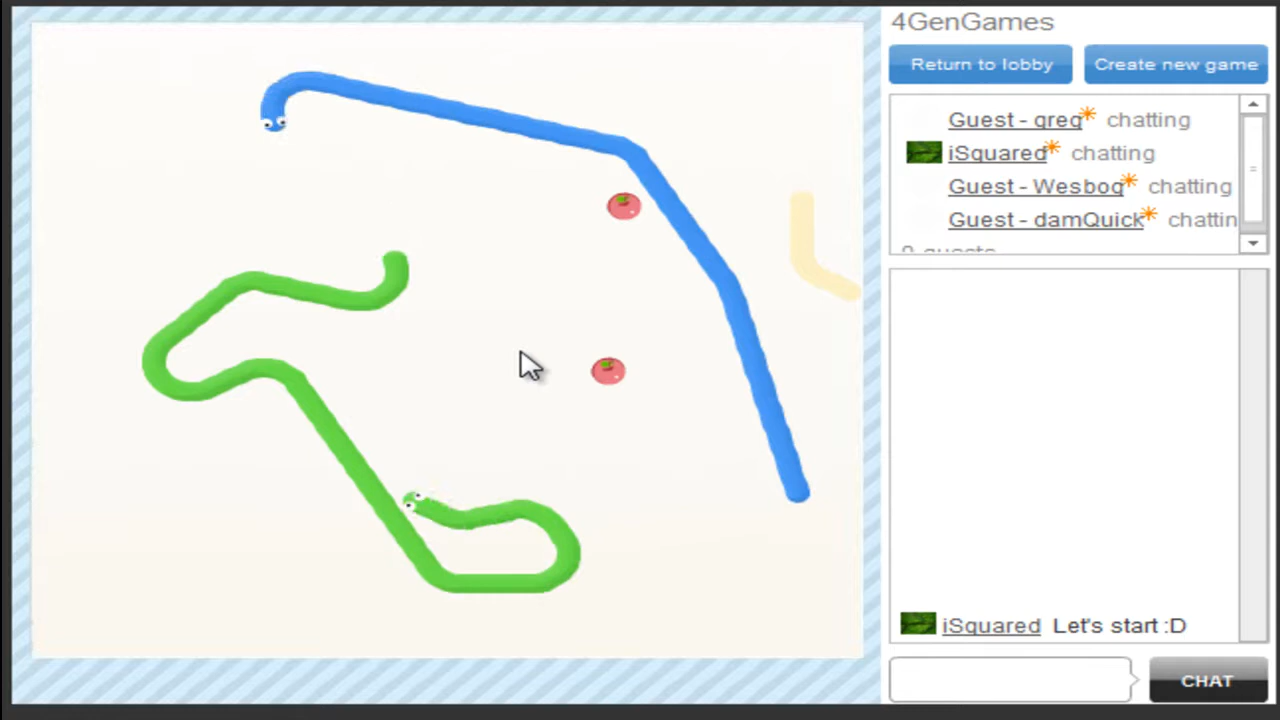 4GenGames
Return to lobby
Create new game
Guest - greg chatting
iSquared chatting
Guest - Wesbog chatting
Guest - damQuick chattin
guests
iSquared Let's start :D
CHAT